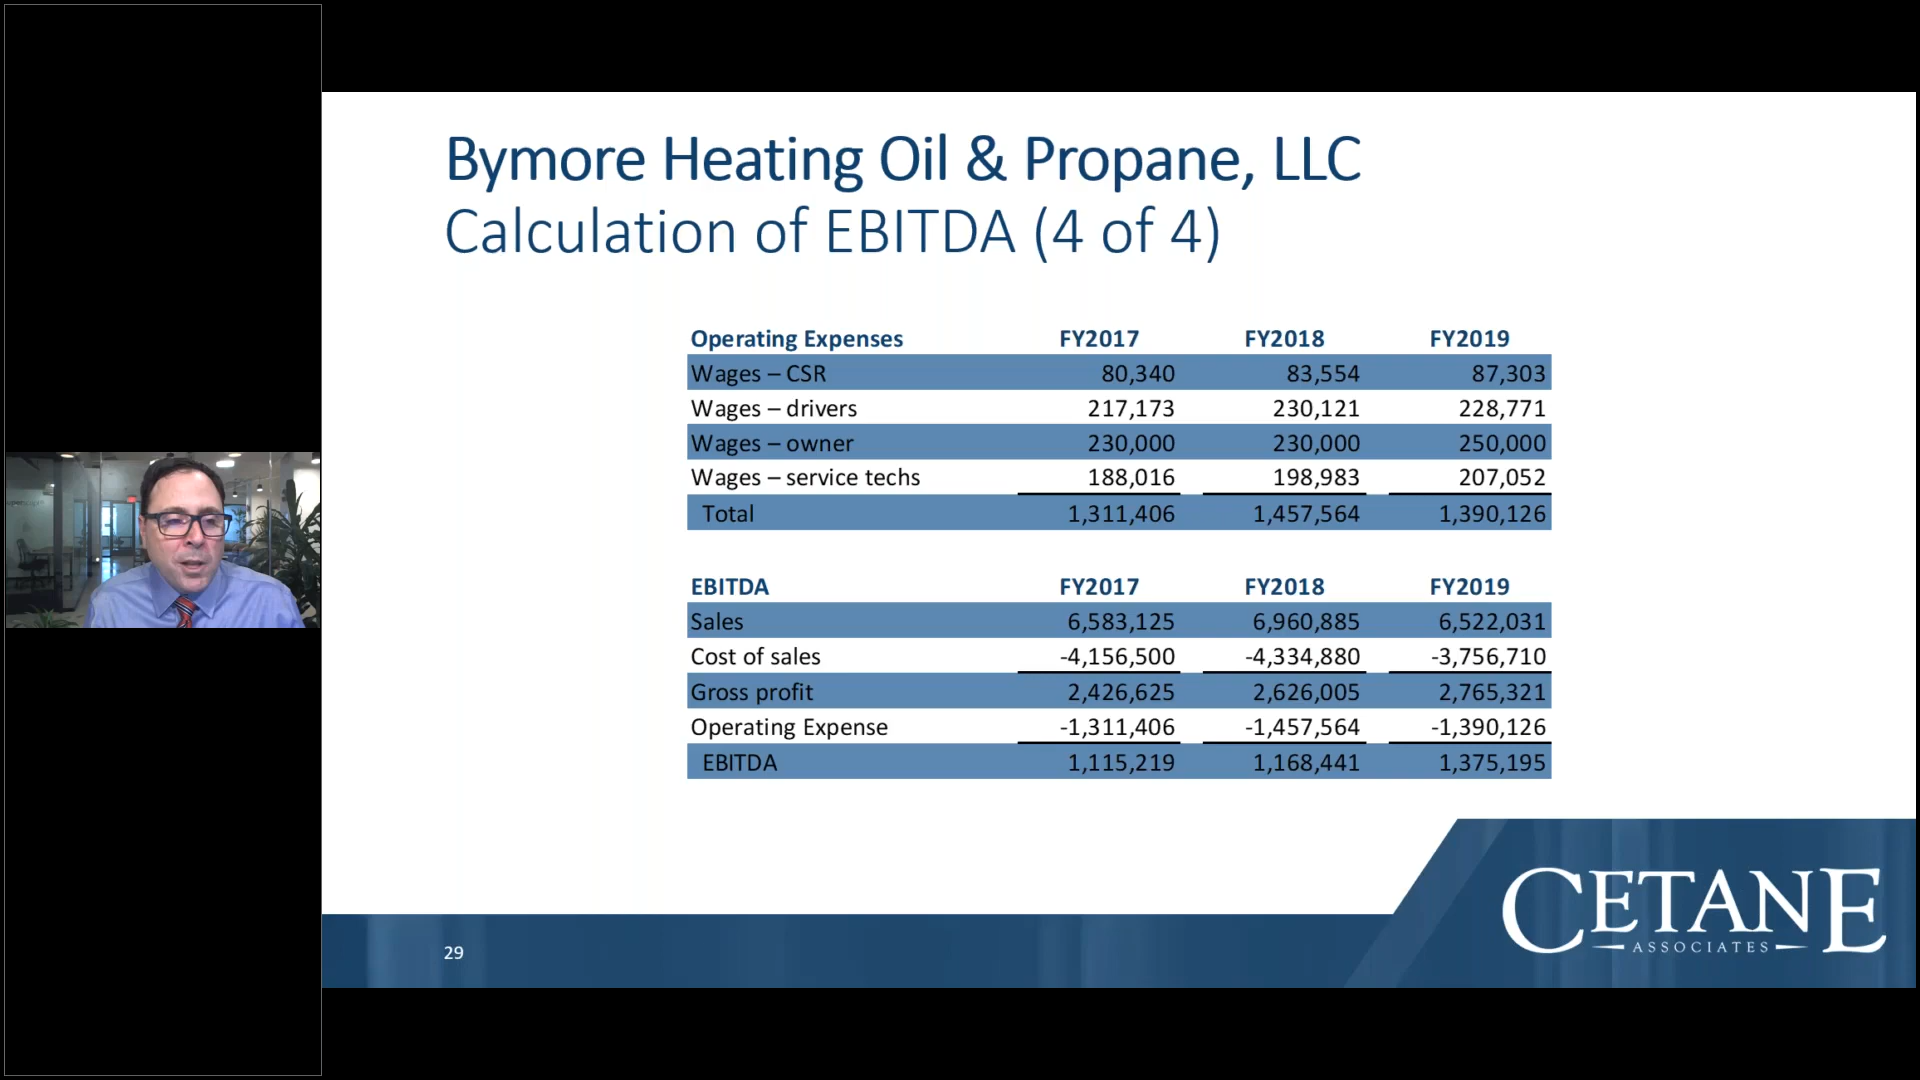 Bymore Heating Oil & Propane, LLC
Calculation of EBITDA (4 of 4)
Operating Expenses FY2017 FY2018 FY2019
Wages – CSR 80,340 83,554 87,303
Wages – drivers 217,173 230,121 228,771
Wages – owner 230,000 230,000 250,000
Wages – service techs 188,016 198,983 207,052
Total 1,311,406 1,457,564 1,390,126
EBITDA FY2017 FY2018 FY2019
Sales 6,583,125 6,960,885 6,522,031
Cost of sales -4,156,500 -4,334,880 -3,756,710
Gross profit 2,426,625 2,626,005 2,765,321
Operating Expense -1,311,406 -1,457,564 -1,390,126
EBITDA 1,115,219 1,168,441 1,375,195
29
CETANE
ASSOCIATES